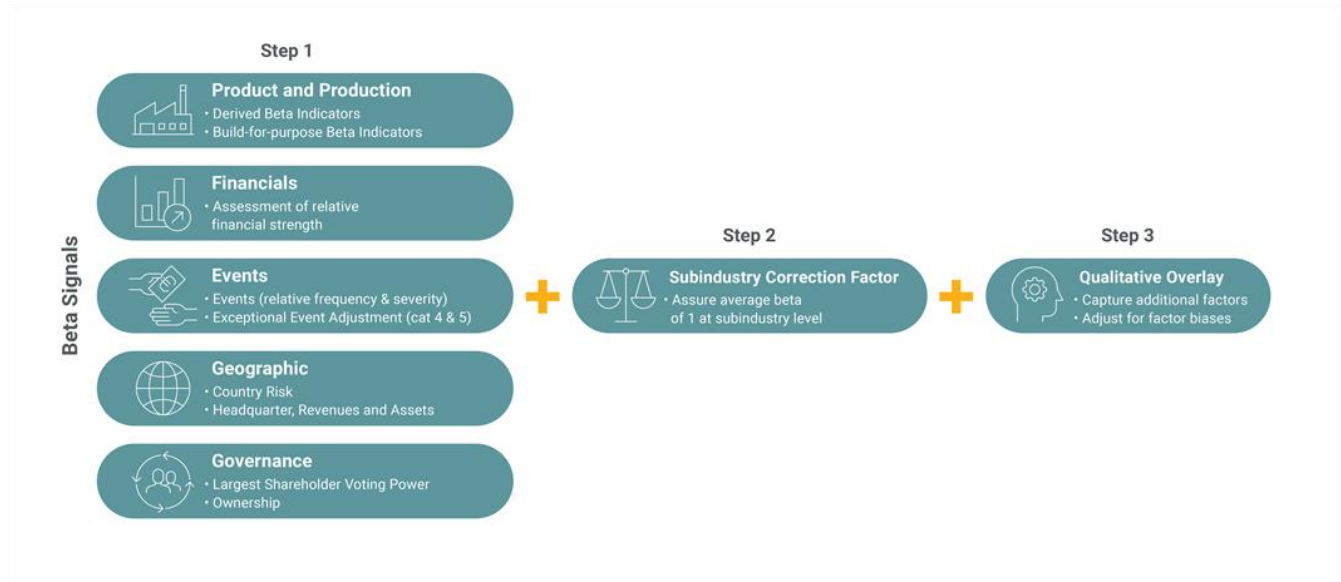 Step 1
Beta Signals
Product and Production
• Derived Beta Indicators
• Build-for-purpose Beta Indicators
Financials
• Assessment of relative
financial strength
Events
• Events (relative frequency & severity)
• Exceptional Event Adjustment (cat 4 & 5)
Geographic
• Country Risk
• Headquarter, Revenues and Assets
Governance
• Largest Shareholder Voting Power
• Ownership
Step 2
Subindustry Correction Factor
• Assure average beta
of 1 at subindustry level
Step 3
Qualitative Overlay
• Capture additional factors
• Adjust for factor biases